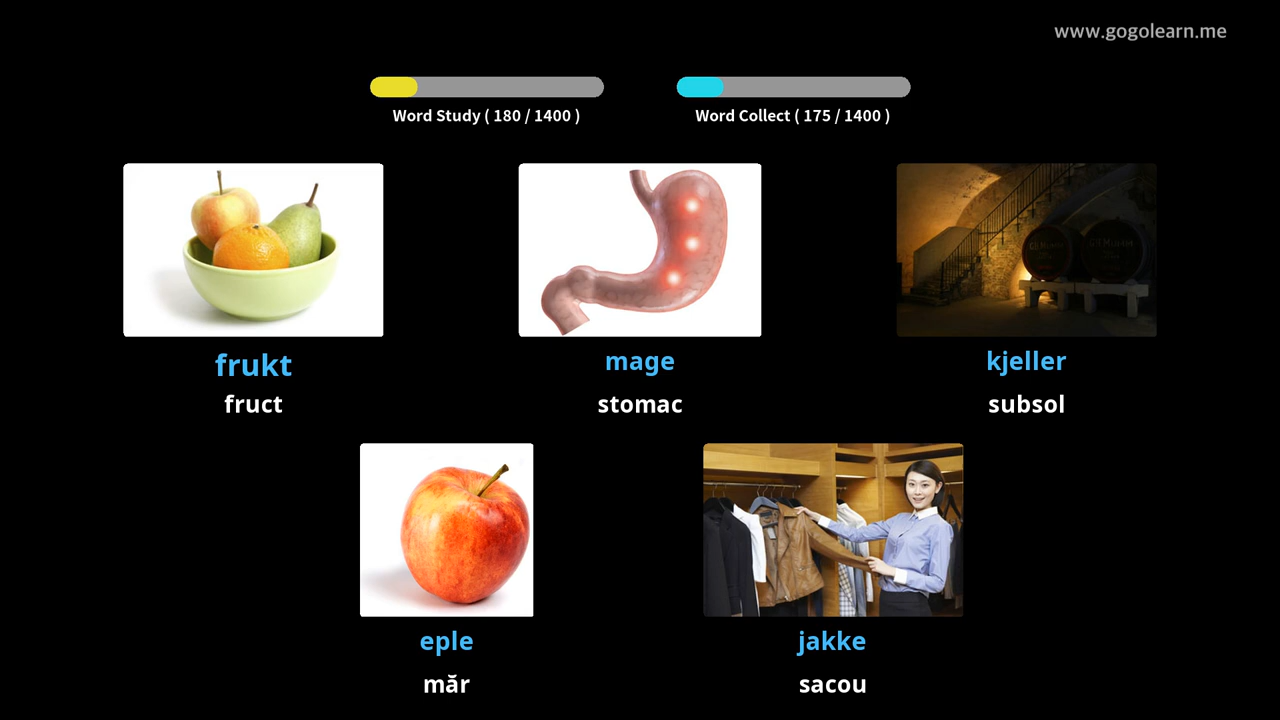 www.gogolearn.me
Word Study ( 180 / 1400 )
Word Collect ( 175 / 1400 )
frukt
mage
kjeller
fruct
stomac
subsol
eple
jakke
măr
sacou